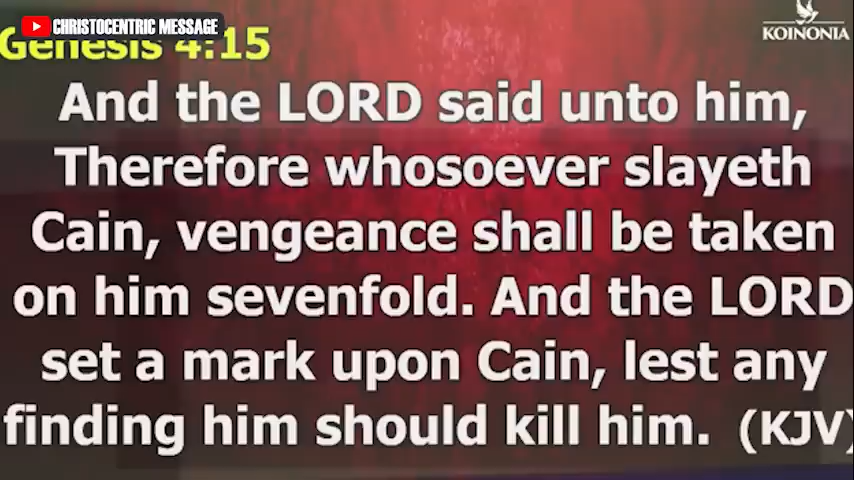 CHRISTOCENTRIC MESSAGE
KOINONIA
Genesis 4:15
And the LORD said unto him,
Therefore whosoever slayeth
Cain, vengeance shall be taken
on him sevenfold. And the LORD
set a mark upon Cain, lest any
finding him should kill him. (KJV)